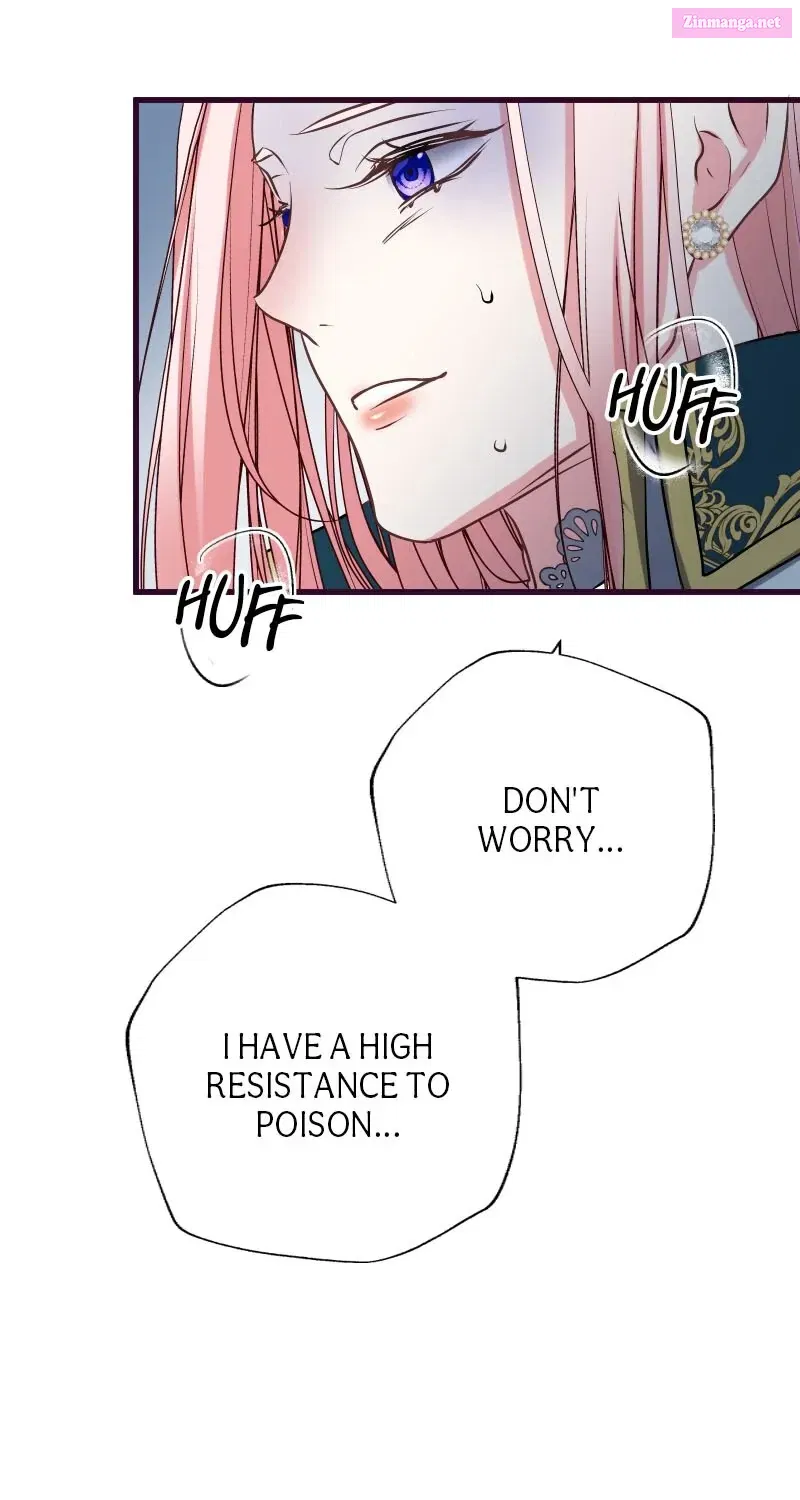 Zinmanga.net
HUFF
HUFF
DON'T
WORRY...
I HAVE A HIGH
RESISTANCE TO
POISON...